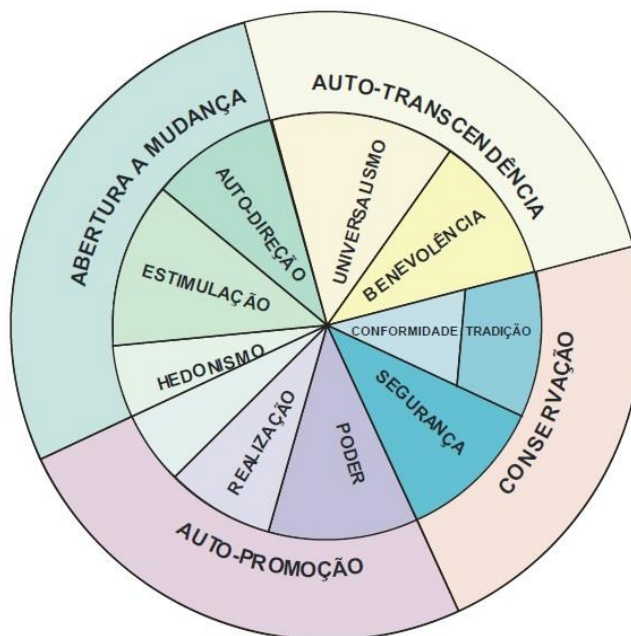 ABERTURA A MUDANÇA
AUTO-TRANSCENDÊNCIA
CONSERVAÇÃO
AUTO-PROMOÇÃO
AUTO-DIREÇÃO
UNIVERSALISMO
BENEVOLÊNCIA
CONFORMIDADE
TRADIÇÃO
SEGURANÇA
PODER
REALIZAÇÃO
HEDONISMO
ESTIMULAÇÃO